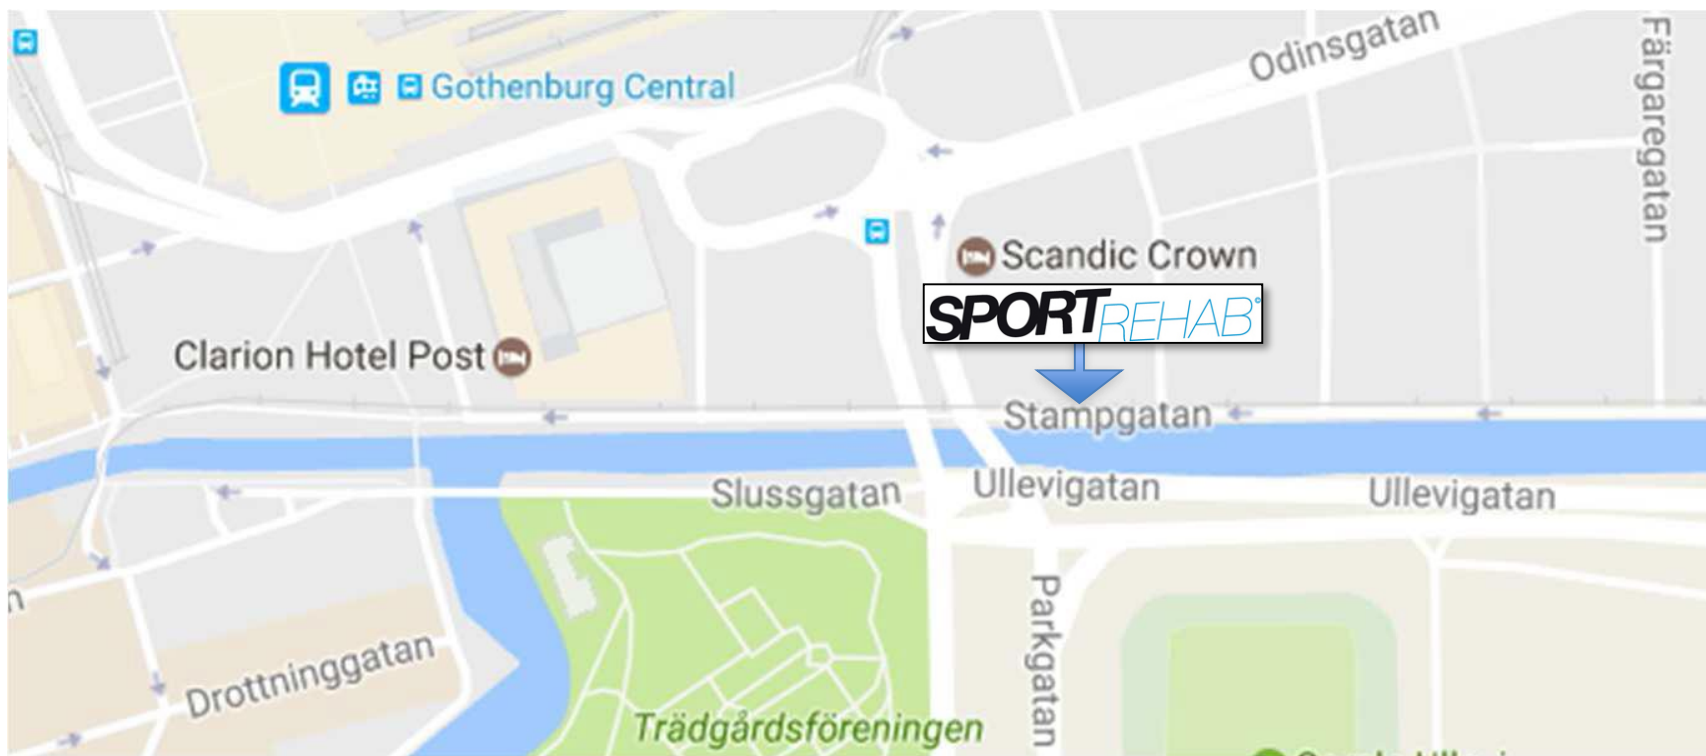 Odinsgatan
Färgaregatan
Gothenburg Central
Scandic Crown
SPORTREHAB
Clarion Hotel Post
Stampgatan
Slussgatan
Ullevigatan
Ullevigatan
Parkgatan
Drottninggatan
Trädgårdsföreningen